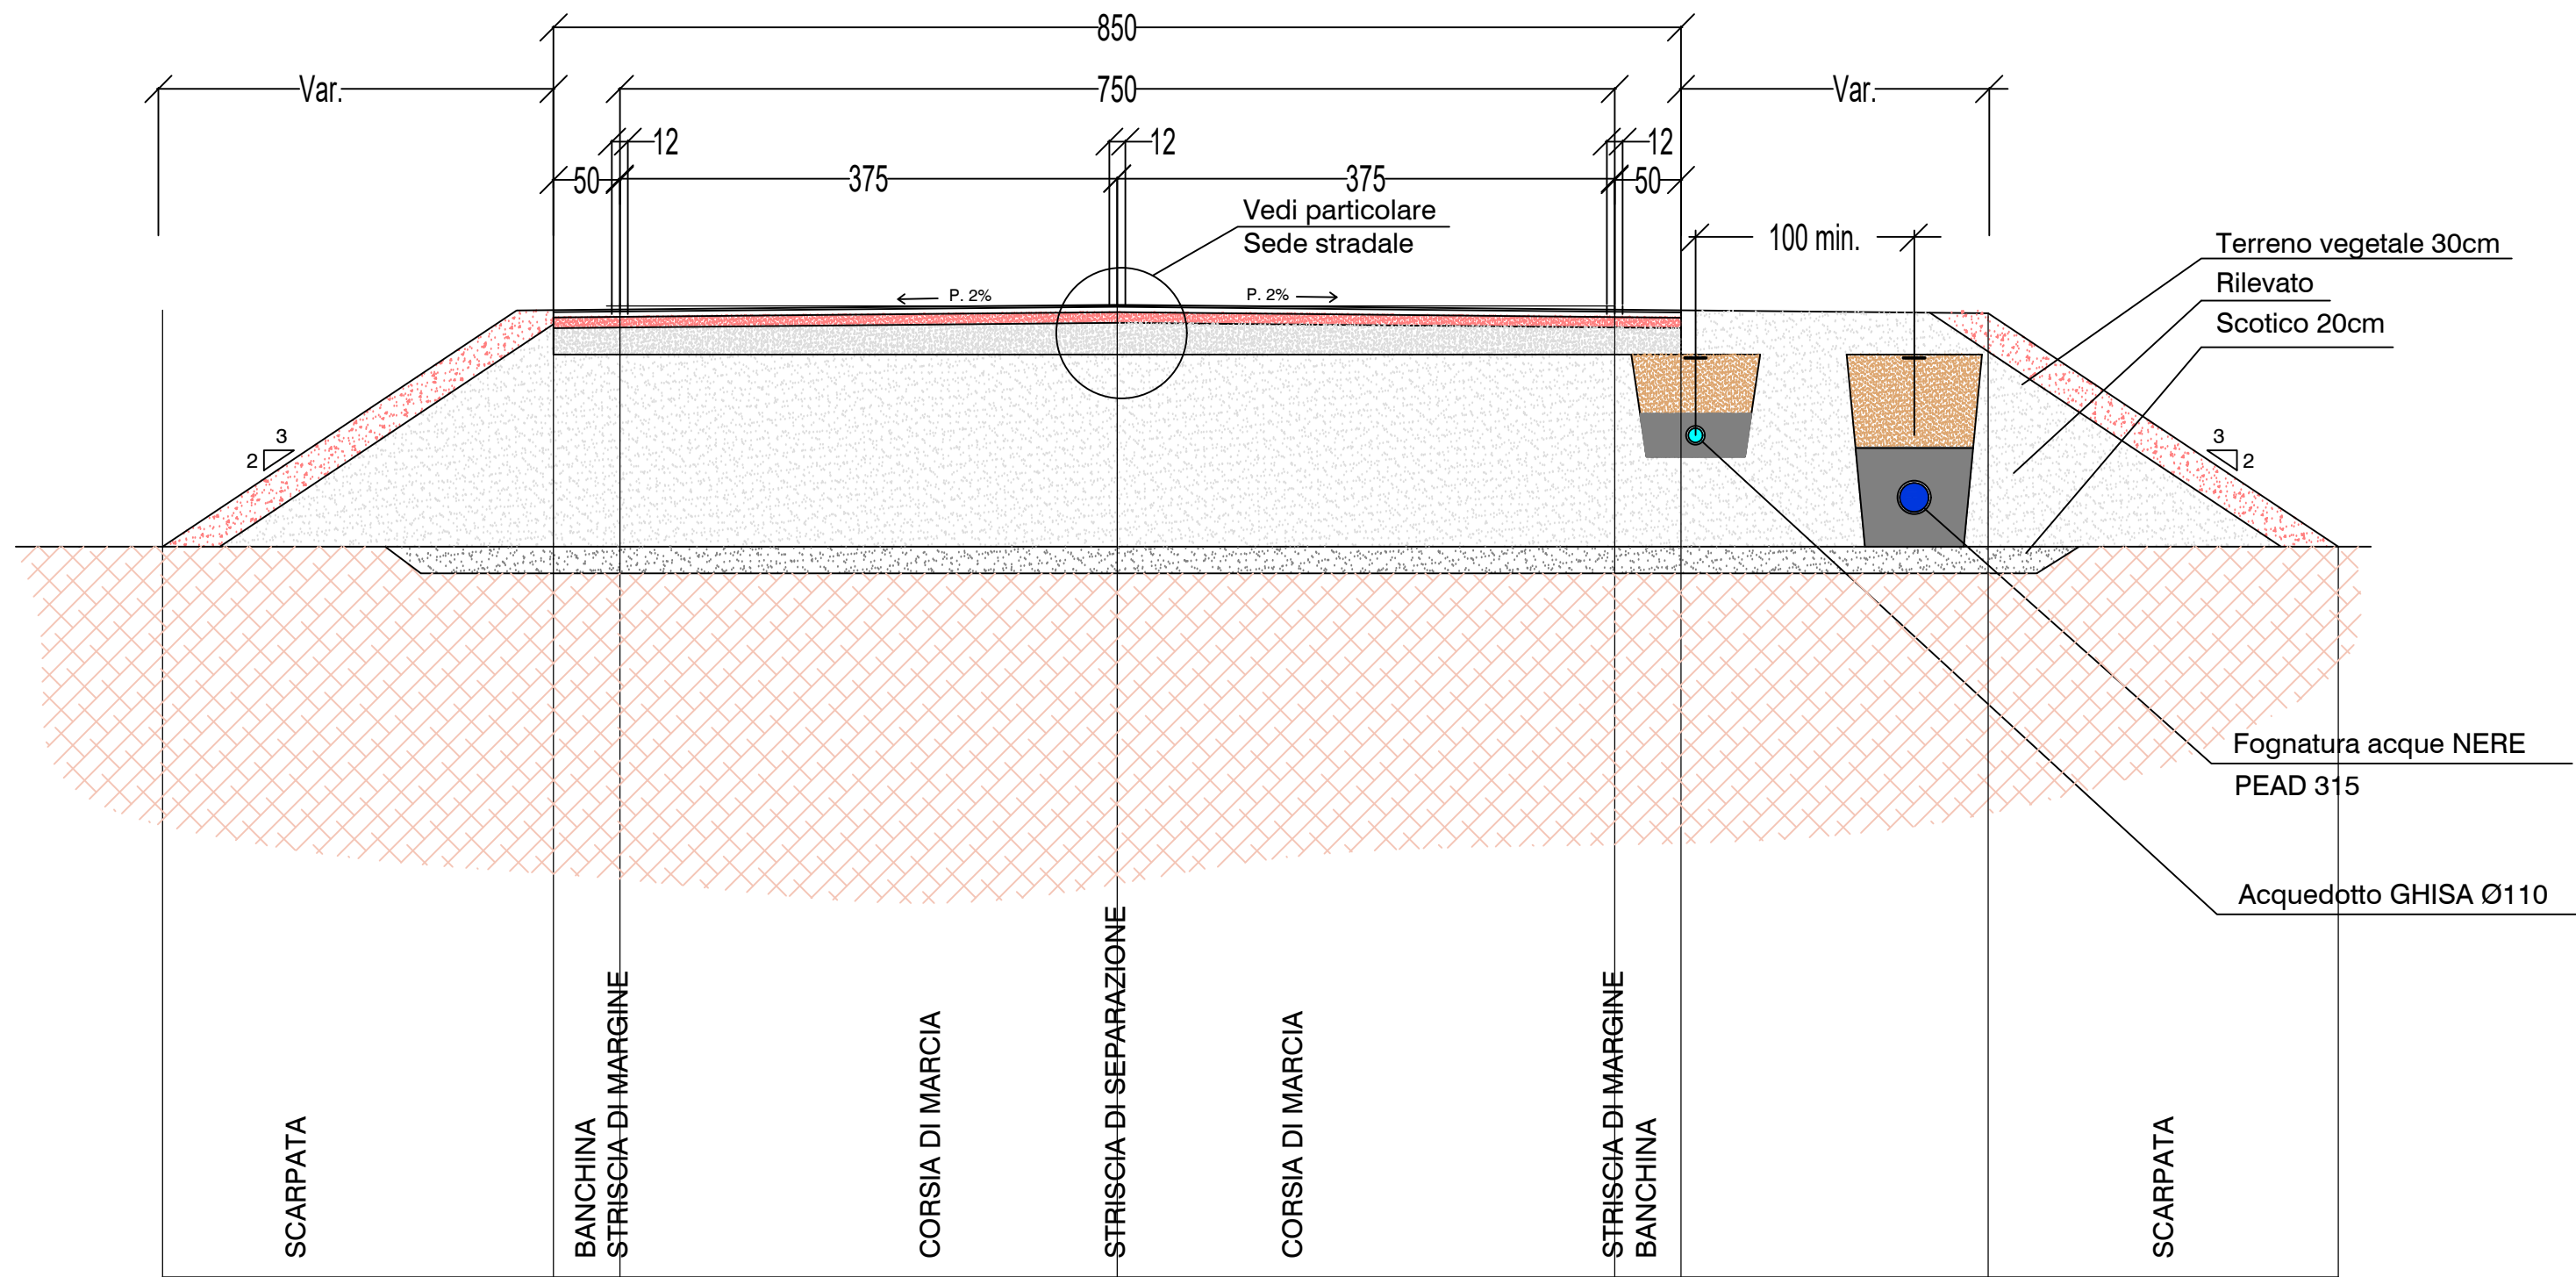 850
Var.
750
Var.
12
12
12
50
375
375
50
Vedi particolare
Sede stradale
100 min.
Terreno vegetale 30cm
Rilevato
Scotico 20cm
P. 2%
P. 2%
3
2
3
2
Fognatura acque NERE
PEAD 315
Acquedotto GHISA Ø110
SCARPATA
BANCHINA
STRISCIA DI MARGINE
CORSIA DI MARCIA
STRISCIA DI SEPARAZIONE
CORSIA DI MARCIA
STRISCIA DI MARGINE
BANCHINA
SCARPATA